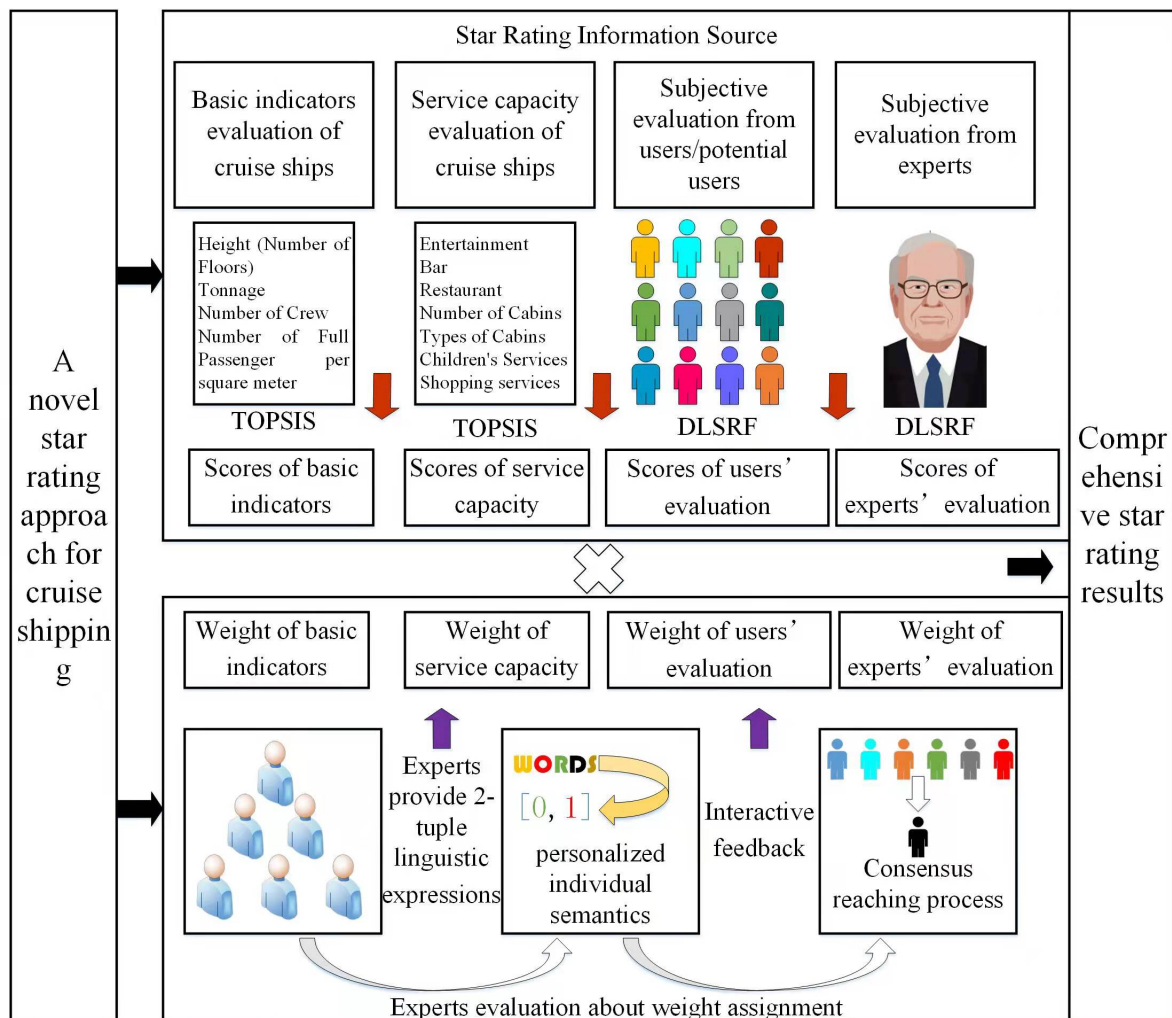 A
novel
star
rating
approa
ch for
cruise
shippin
g
Star Rating Information Source
Basic indicators
evaluation of
cruise ships
Service capacity
evaluation of
cruise ships
Subjective
evaluation from
users/potential
users
Subjective
evaluation from
experts
Height (Number of
Floors)
Tonnage
Number of Crew
Number of Full
Passenger per
square meter
Entertainment
Bar
Restaurant
Number of Cabins
Types of Cabins
Children's Services
Shopping services
TOPSIS
TOPSIS
DLSRF
DLSRF
Scores of basic
indicators
Scores of service
capacity
Scores of users’
evaluation
Scores of
experts’ evaluation
Weight of basic
indicators
Weight of
service capacity
Weight of users’
evaluation
Weight of
experts’ evaluation
Experts
provide 2-
tuple
linguistic
expressions
WORDS
[0, 1]
personalized
individual
semantics
Interactive
feedback
Consensus
reaching process
Experts evaluation about weight assignment
Compr
ehensi
ve star
rating
results